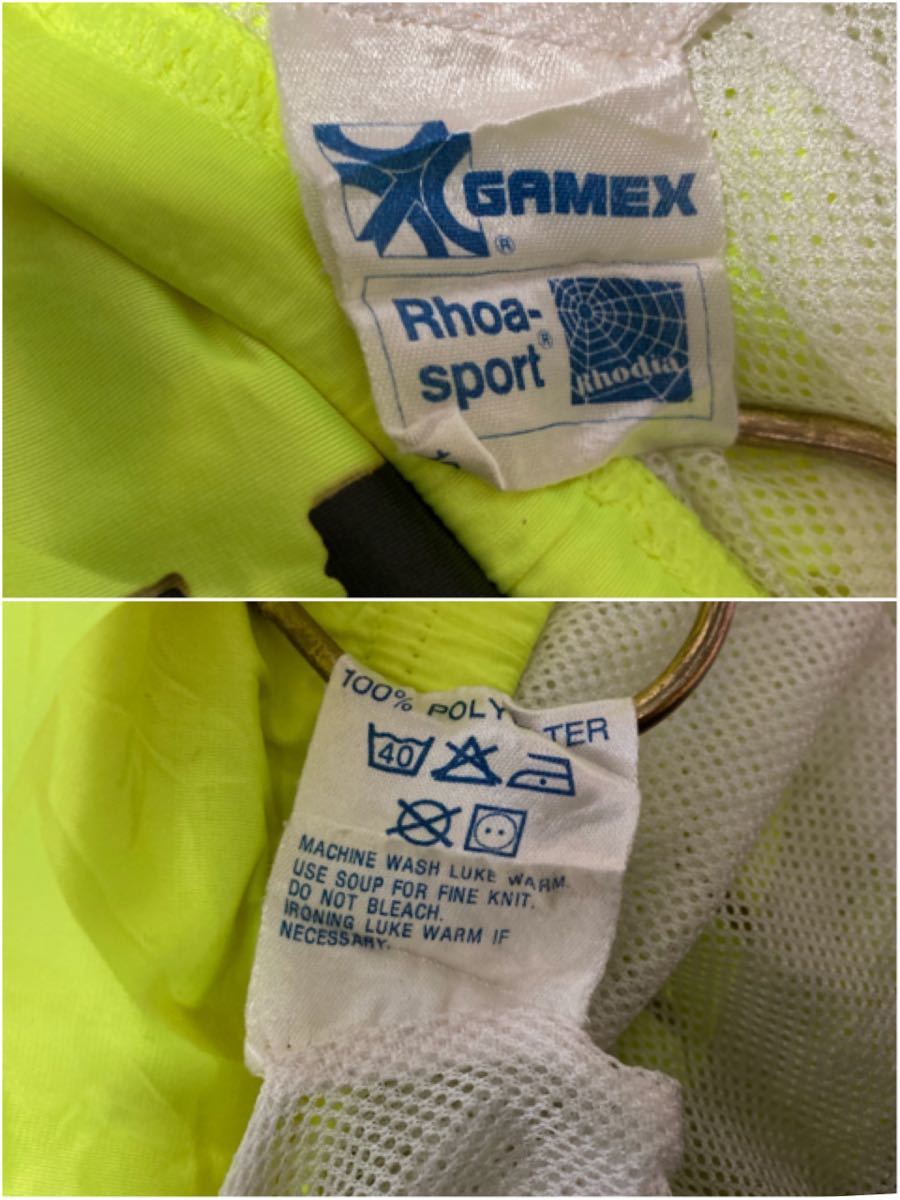 GAMEX
®
Rhoa-
sport®
Rhodia
100% POLY TER
40
MACHINE WASH LUKE WARM.
USE SOUP FOR FINE KNIT.
DO NOT BLEACH.
IRONING LUKE WARM IF
NECESSARY.